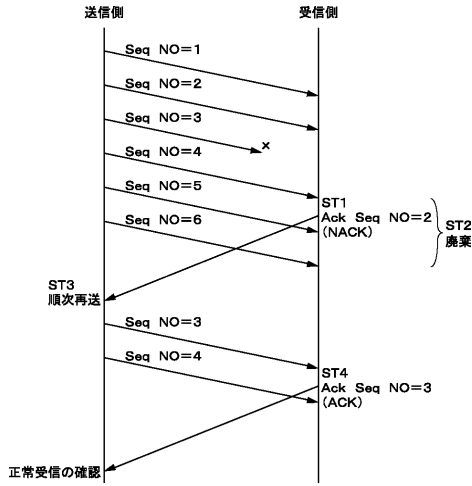 送信側
受信側
Seq NO=1
Seq NO=2
Seq NO=3
×
Seq NO=4
Seq NO=5
Seq NO=6
ST1
Ack Seq NO=2
(NACK)
ST2
廃棄
ST3
順次再送
Seq NO=3
Seq NO=4
ST4
Ack Seq NO=3
(ACK)
正常受信の確認